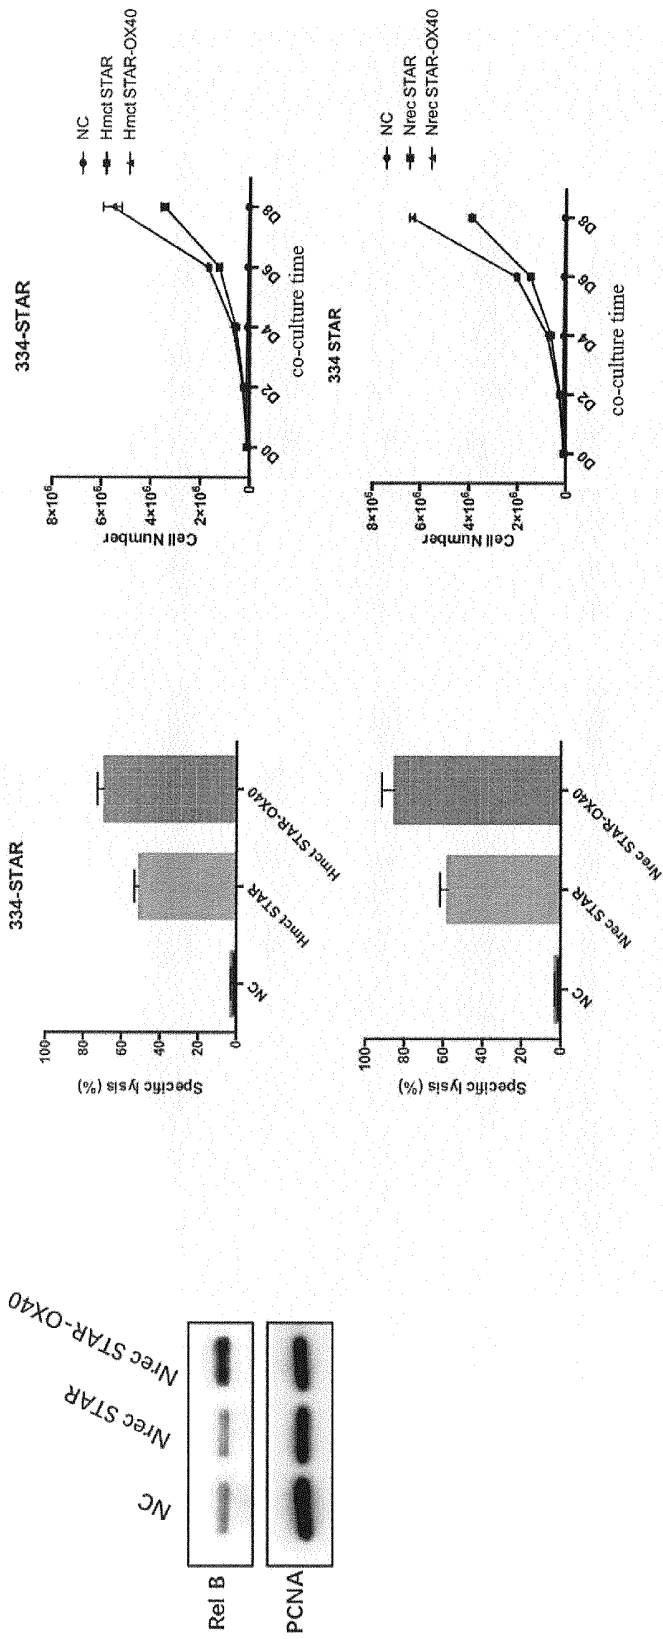 NC
Nrec STAR
Nrec STAR-OX40
Rel B
PCNA
334-STAR
Specific lysis (%)
100
80
60
40
20
0
NC
Hmct STAR
Hmct STAR-OX40
Specific lysis (%)
100
80
60
40
20
0
NC
Nrec STAR
Nrec STAR-OX40
334-STAR
Cell Number
8×10⁶
6×10⁶
4×10⁶
2×10⁶
0
D0 D2 D4 D6 D8
co-culture time
NC
Hmct STAR
Hmct STAR-OX40
334 STAR
Cell Number
8×10⁶
6×10⁶
4×10⁶
2×10⁶
0
D0 D2 D4 D6 D8
co-culture time
NC
Nrec STAR
Nrec STAR-OX40